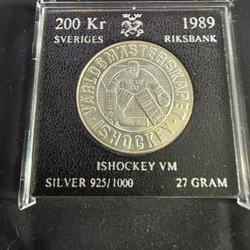 200 Kr 1989
SVERIGES RIKSBANK
VÄRLDSMÄSTERSKAPET
ISHOCKEY
ISHOCKEY VM
SILVER 925/1000 27 GRAM